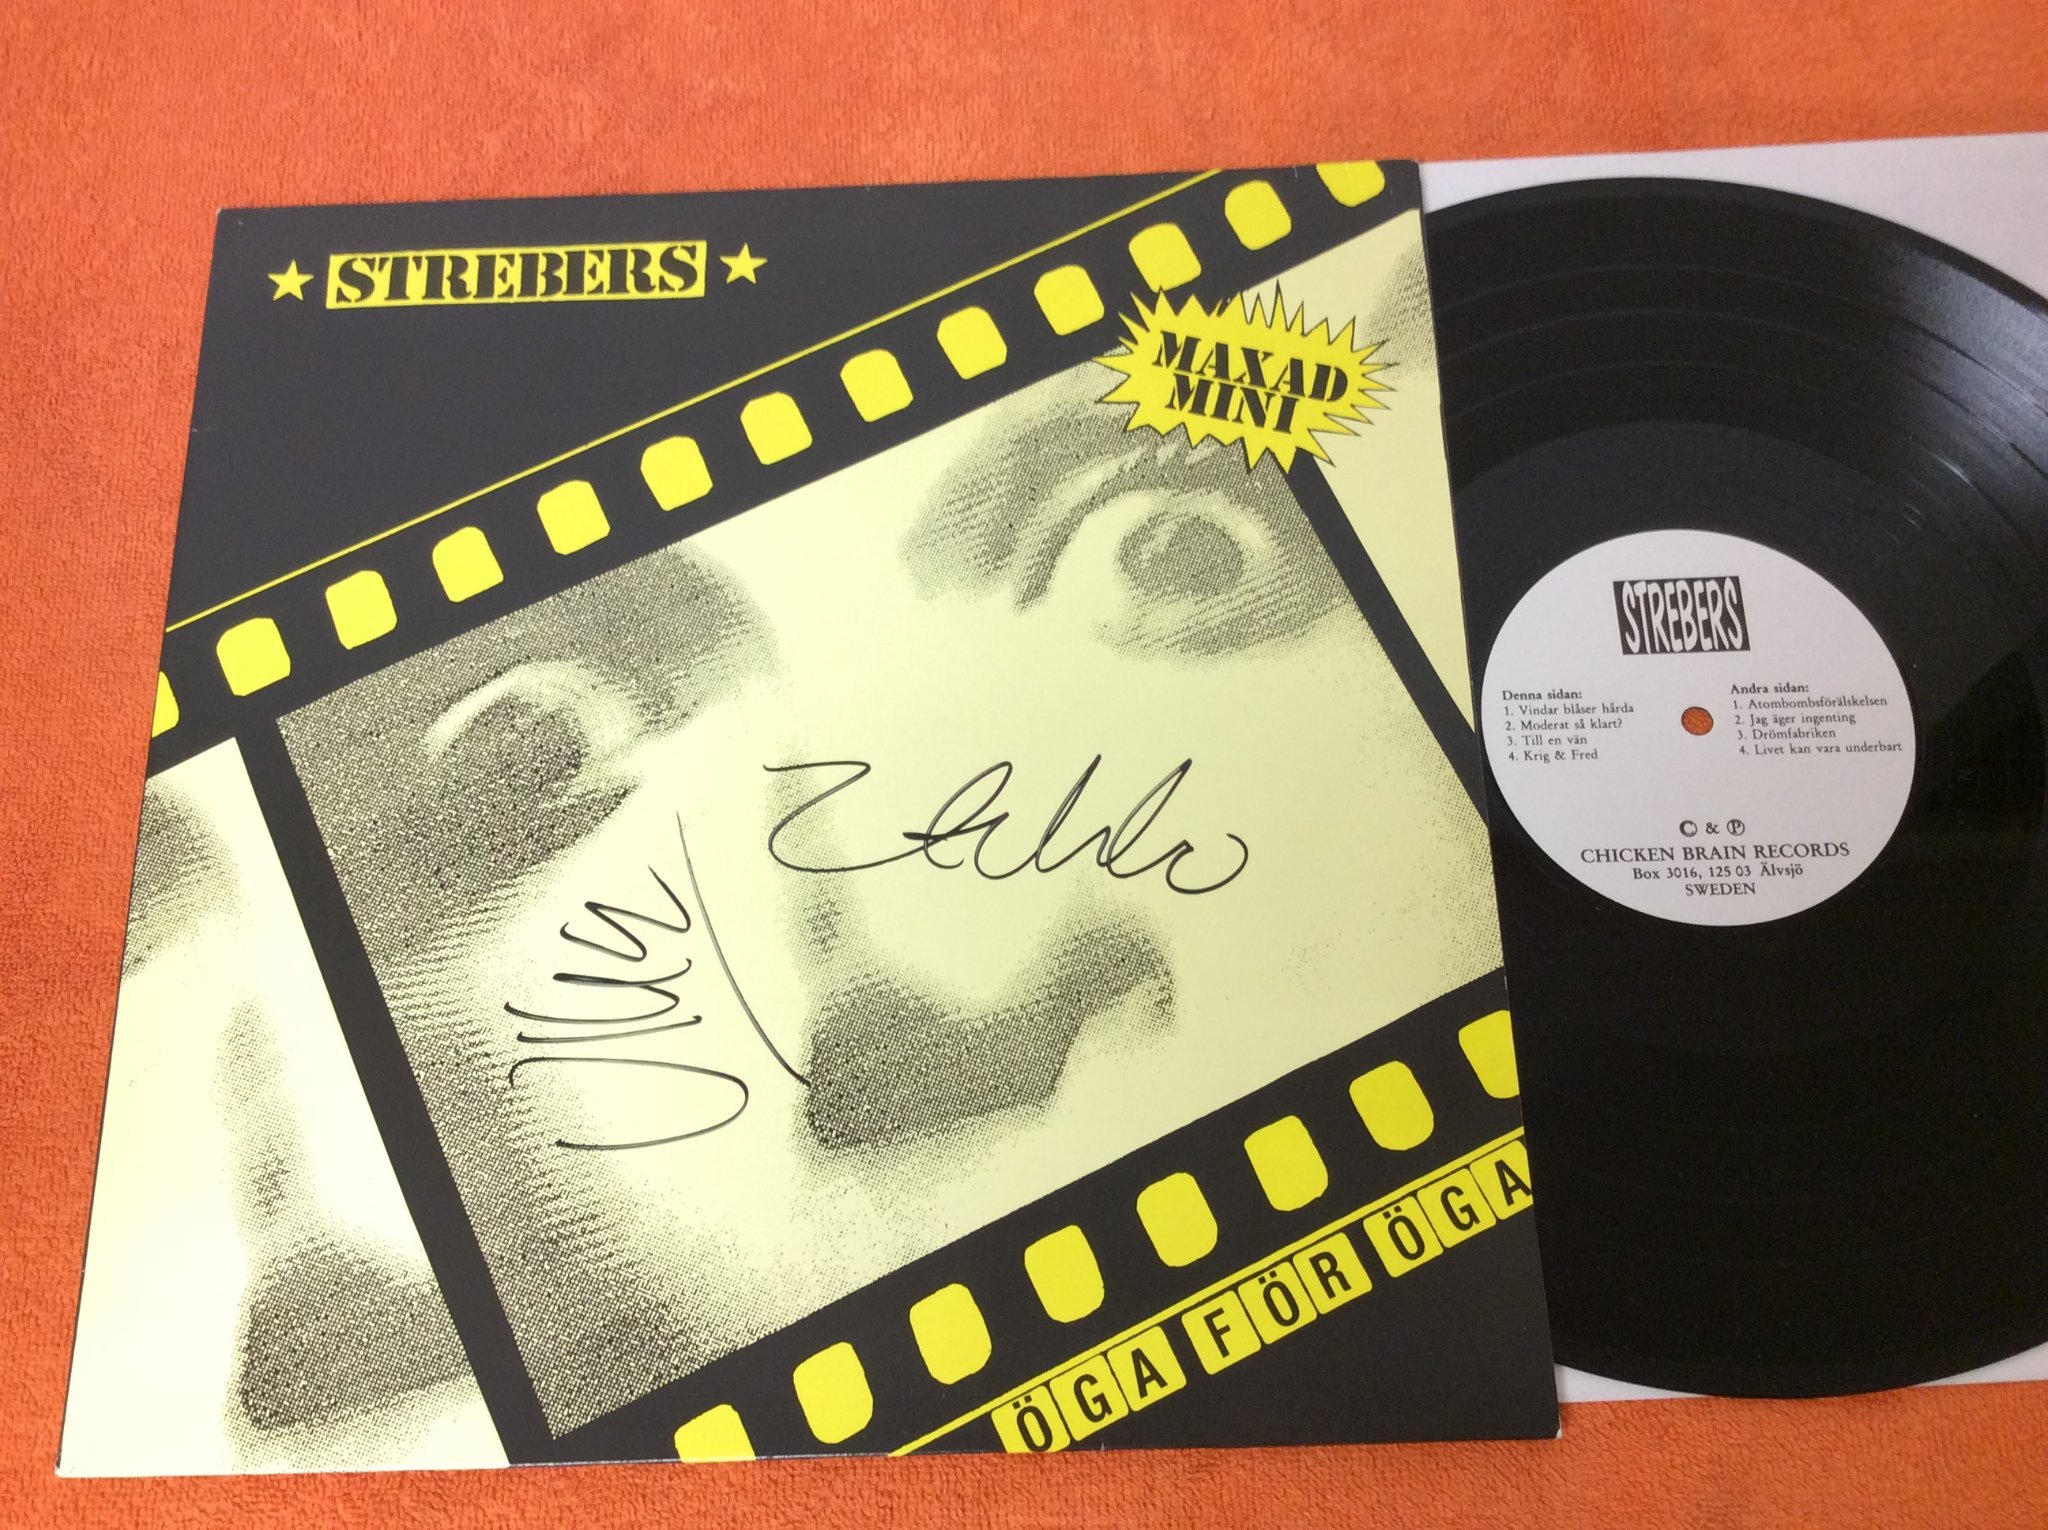 ★ STREBERS ★
MAXAD
MINI
ÖGA FÖR ÖGA
STREBERS
Denna sidan:
1. Vindar blåser hårda
2. Moderat så klart?
3. Till en vän
4. Krig & Fred
Andra sidan:
1. Atombombsförälskelsen
2. Jag äger ingenting
3. Drömfabriken
4. Livet kan vara underbart
© & ℗
CHICKEN BRAIN RECORDS
Box 3016, 125 03 Älvsjö
SWEDEN